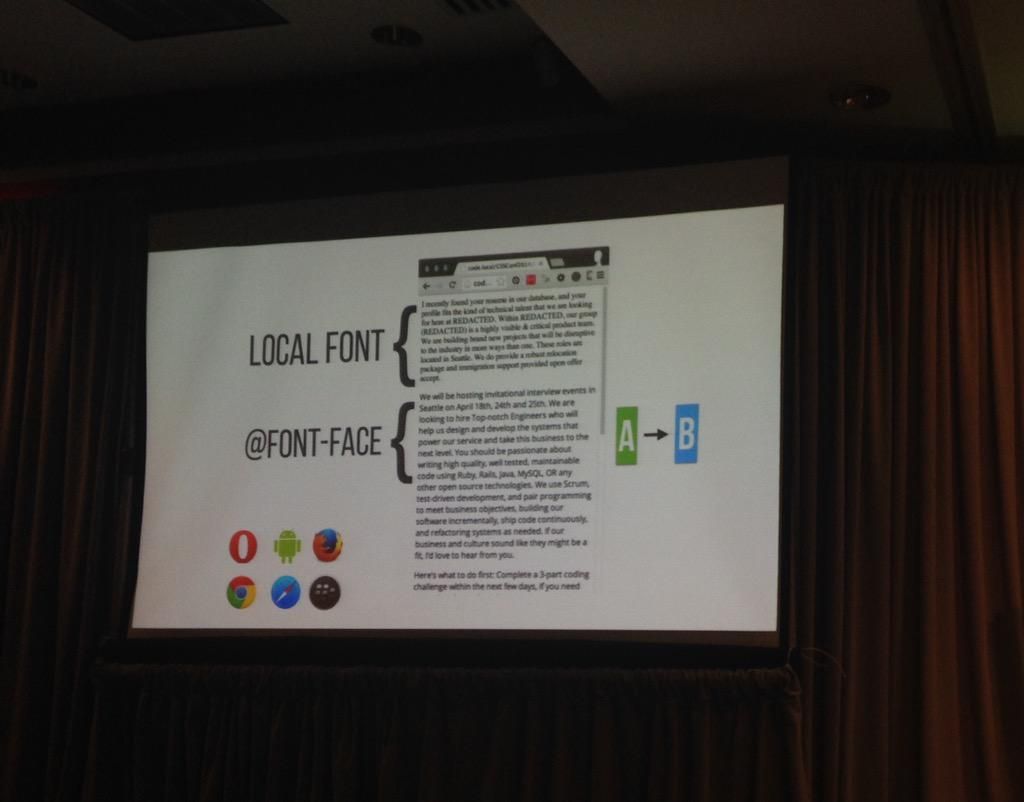 code.local/CSSConf2014/
cod...
LOCAL FONT
I recently found your resume in our database, and your
profile fits the kind of technical talent that we are looking
for here at REDACTED. Within REDACTED, our group
(REDACTED) is a highly visible & critical product team.
We are building brand new projects that will be disruptive
to the industry in more ways than one. These roles are
located in Seattle. We do provide a robust relocation
package and immigration support provided upon offer
accept.
@FONT-FACE
We will be hosting invitational interview events in
Seattle on April 18th, 24th and 25th. We are
looking to hire Top-notch Engineers who will
help us design and develop the systems that
power our service and take this business to the
next level. You should be passionate about
writing high quality, well tested, maintainable
code using Ruby, Rails, Java, MySQL, OR any
other open source technologies. We use Scrum,
test-driven development, and pair programming
to meet business objectives, building our
software incrementally, ship code continuously,
and refactoring systems as needed. If our
business and culture sound like they might be a
fit, I'd love to hear from you.
Here's what to do first: Complete a 3-part coding
challenge within the next few days, if you need
A → B